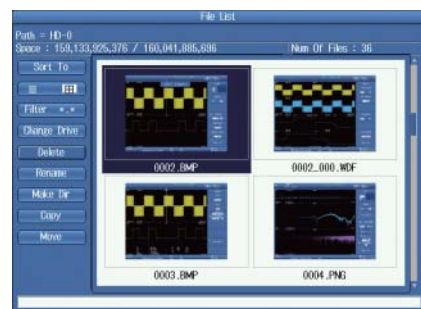 File List
Path = HD-0
Space : 159,133,925,376 / 160,041,885,696
Num Of Files : 36
Sort To
Filter *.*
Change Drive
Delete
Rename
Make Dir
Copy
Move
0002.BMP
0002_000.WDF
0003.BMP
0004.PNG